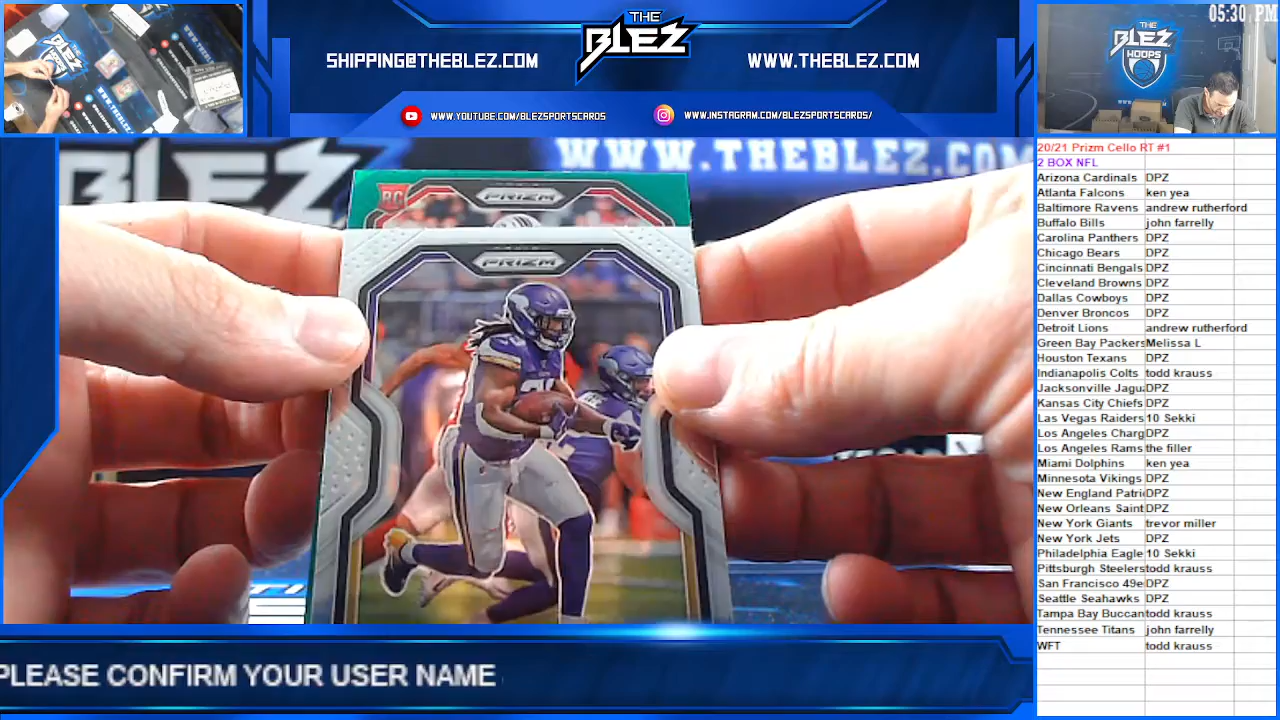 THE
BLEZ
SHIPPING@THEBLEZ.COM
WWW.THEBLEZ.COM
WWW.YOUTUBE.COM/BLEZSPORTSCARDS
WWW.INSTAGRAM.COM/BLEZSPORTSCARDS/
THE
BLEZ
HOOPS
05:30 PM
BLEZ
WWW.THEBLEZ.COM
RC
PRIZM
PRIZM
20/21 Prizm Cello RT #1
2 BOX NFL
Arizona Cardinals DPZ
Atlanta Falcons ken yea
Baltimore Ravens andrew rutherford
Buffalo Bills john farrelly
Carolina Panthers DPZ
Chicago Bears DPZ
Cincinnati Bengals DPZ
Cleveland Browns DPZ
Dallas Cowboys DPZ
Denver Broncos DPZ
Detroit Lions andrew rutherford
Green Bay Packers Melissa L
Houston Texans DPZ
Indianapolis Colts todd krauss
Jacksonville Jagua DPZ
Kansas City Chiefs DPZ
Las Vegas Raiders 10 Sekki
Los Angeles Charg DPZ
Los Angeles Rams the filler
Miami Dolphins ken yea
Minnesota Vikings DPZ
New England Patri DPZ
New Orleans Saint DPZ
New York Giants trevor miller
New York Jets DPZ
Philadelphia Eagle 10 Sekki
Pittsburgh Steelers todd krauss
San Francisco 49e DPZ
Seattle Seahawks DPZ
Tampa Bay Buccan todd krauss
Tennessee Titans john farrelly
WFT todd krauss
PLEASE CONFIRM YOUR USER NAME